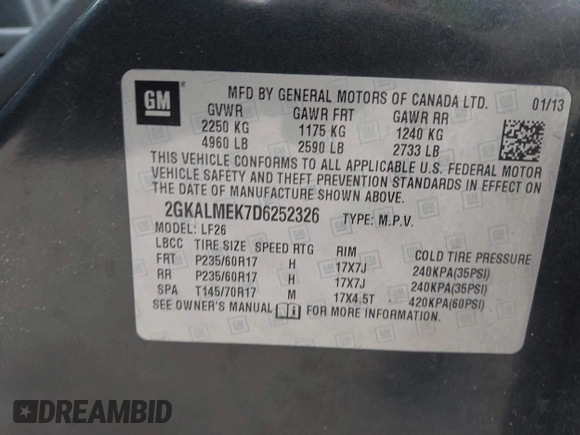 GM
MFD BY GENERAL MOTORS OF CANADA LTD. 01/13
GVWR GAWR FRT GAWR RR
2250 KG 1175 KG 1240 KG
4960 LB 2590 LB 2733 LB
THIS VEHICLE CONFORMS TO ALL APPLICABLE U.S. FEDERAL MOTOR
VEHICLE SAFETY AND THEFT PREVENTION STANDARDS IN EFFECT ON
THE DATE OF MANUFACTURE SHOWN ABOVE.
2GKALMEK7D6252326 TYPE: M.P.V.
MODEL: LF26
LBCC TIRE SIZE SPEED RTG RIM COLD TIRE PRESSURE
FRT P235/60R17 H 17X7J 240KPA(35PSI)
RR P235/60R17 H 17X7J 240KPA(35PSI)
SPA T145/70R17 M 17X4.5T 420KPA(60PSI)
SEE OWNER'S MANUAL FOR MORE INFORMATION.
DREAMBID